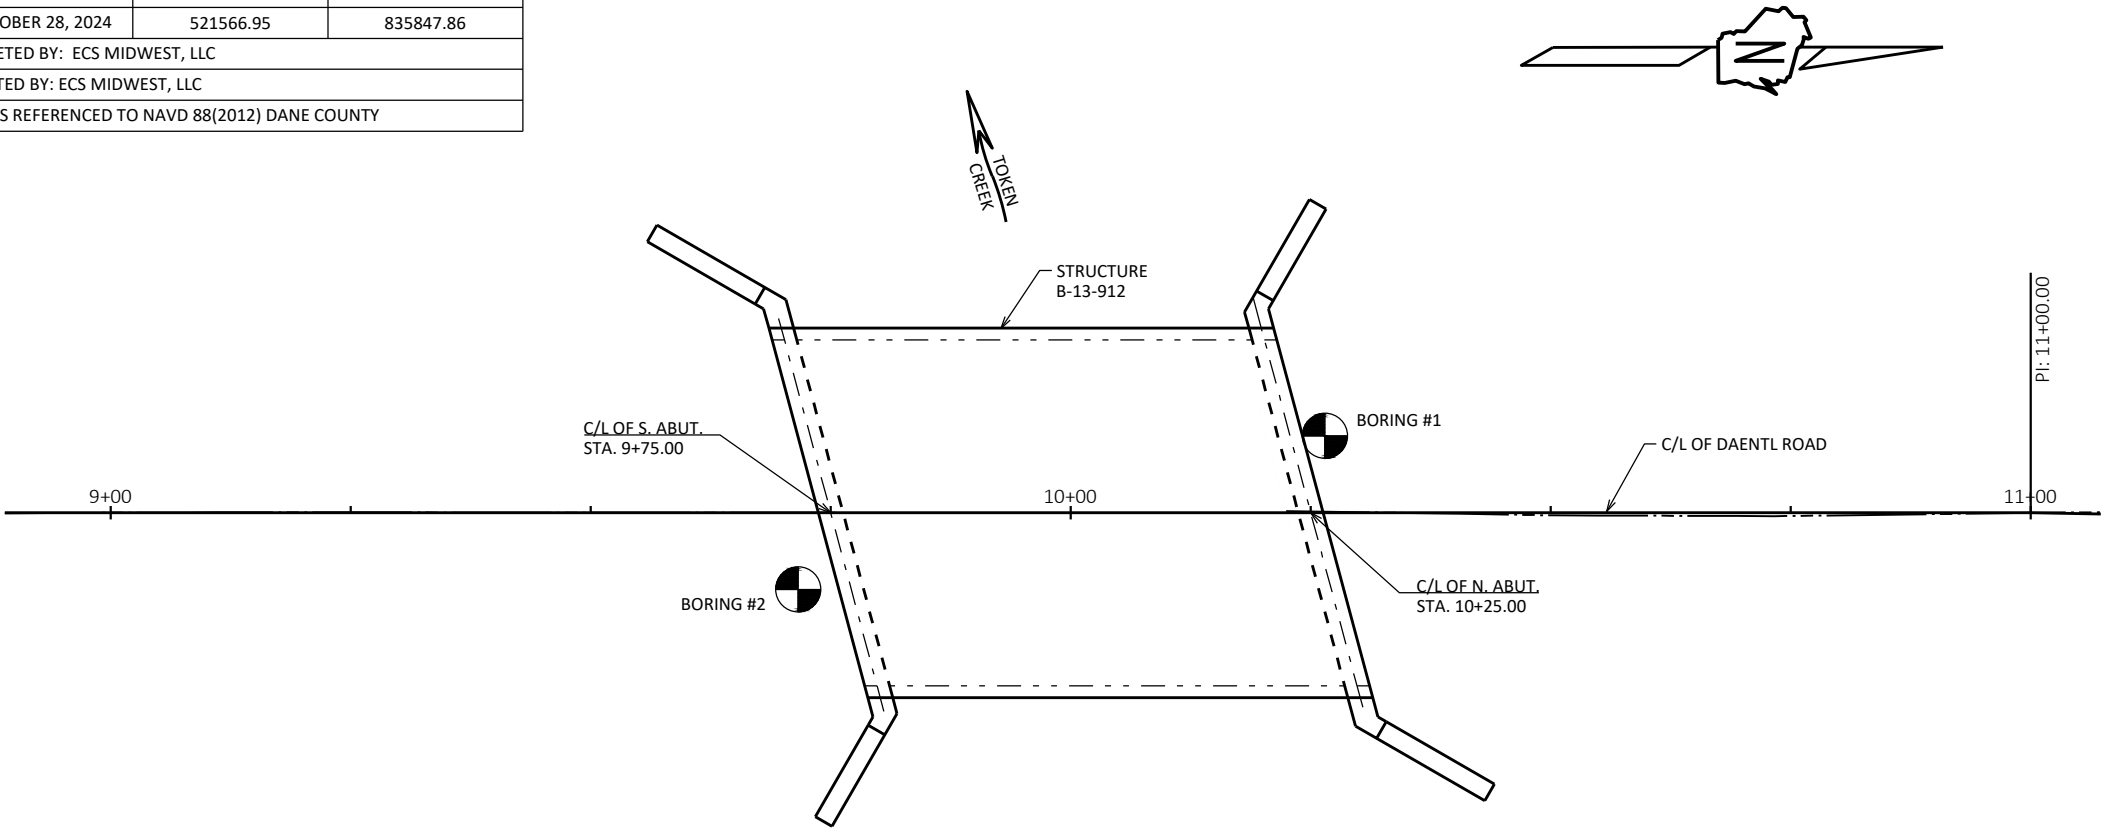 OBER 28, 2024 521566.95 835847.86
ETED BY: ECS MIDWEST, LLC
TED BY: ECS MIDWEST, LLC
S REFERENCED TO NAVD 88(2012) DANE COUNTY
N
TOKEN
CREEK
STRUCTURE
B-13-912
PI: 11+00.00
C/L OF S. ABUT.
STA. 9+75.00
BORING #1
C/L OF DAENTL ROAD
9+00
10+00
11+00
C/L OF N. ABUT.
STA. 10+25.00
BORING #2